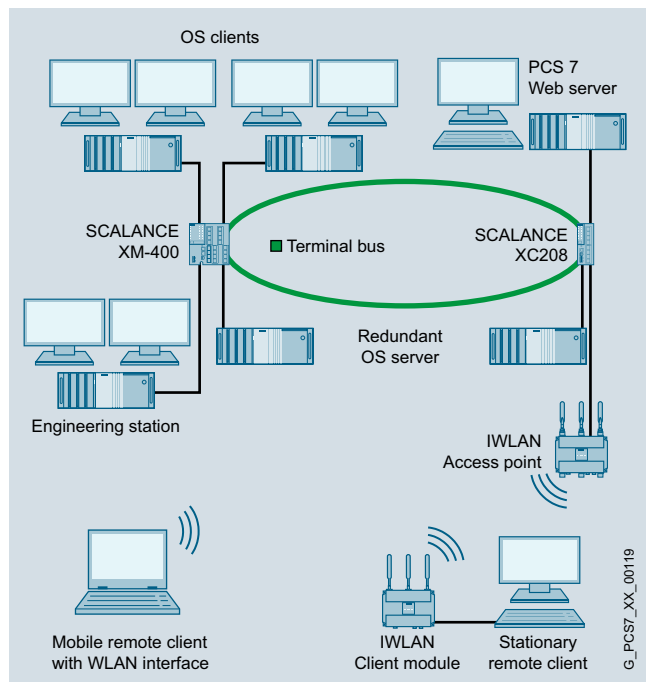 OS clients
PCS 7
Web server
SCALANCE
XM-400
Terminal bus
SCALANCE
XC208
Redundant
OS server
Engineering station
IWLAN
Access point
Mobile remote client
with WLAN interface
IWLAN
Client module
Stationary
remote client
G_PCS7_XX_00119